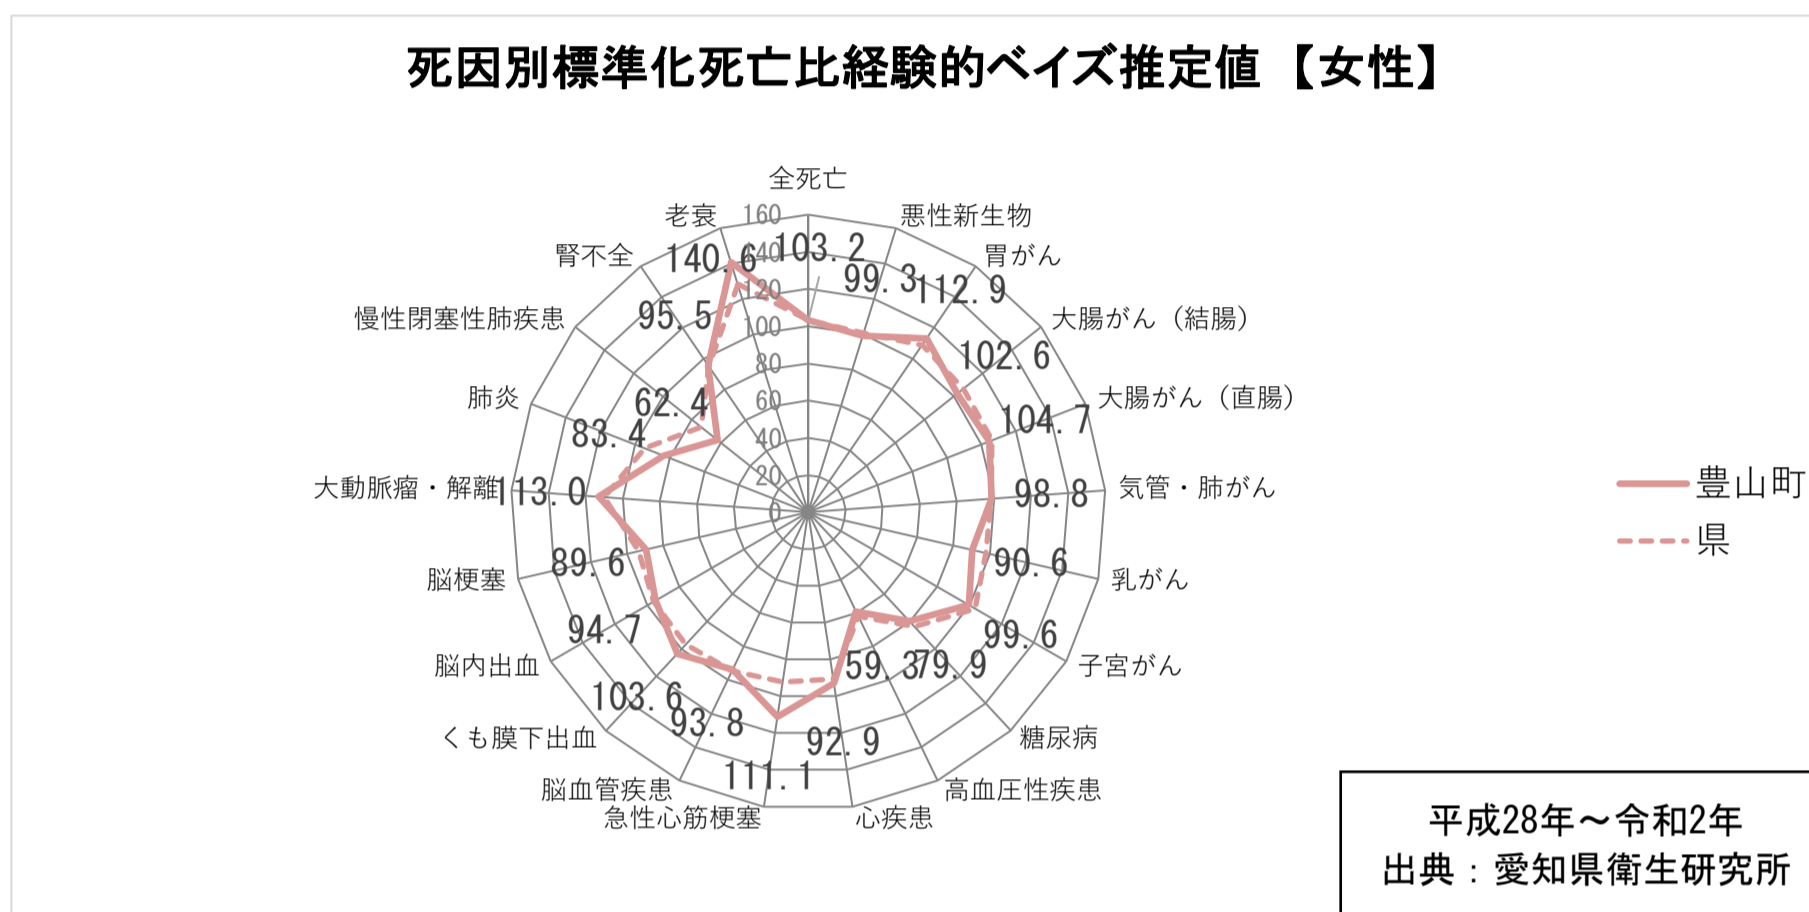 死因別標準化死亡比経験的ベイズ推定値【女性】
全死亡
悪性新生物
胃がん
大腸がん（結腸）
大腸がん（直腸）
気管・肺がん
乳がん
子宮がん
糖尿病
高血圧性疾患
心疾患
急性心筋梗塞
脳血管疾患
くも膜下出血
脳内出血
脳梗塞
大動脈瘤・解離
肺炎
慢性閉塞性肺疾患
腎不全
老衰
160
140
120
100
80
60
40
20
0
103.2
99.3
112.9
102.6
104.7
98.8
90.6
99.6
79.9
59.3
92.9
111.1
93.8
103.6
94.7
89.6
113.0
83.4
62.4
95.5
140.6
豊山町
県
平成28年～令和2年
出典：愛知県衛生研究所